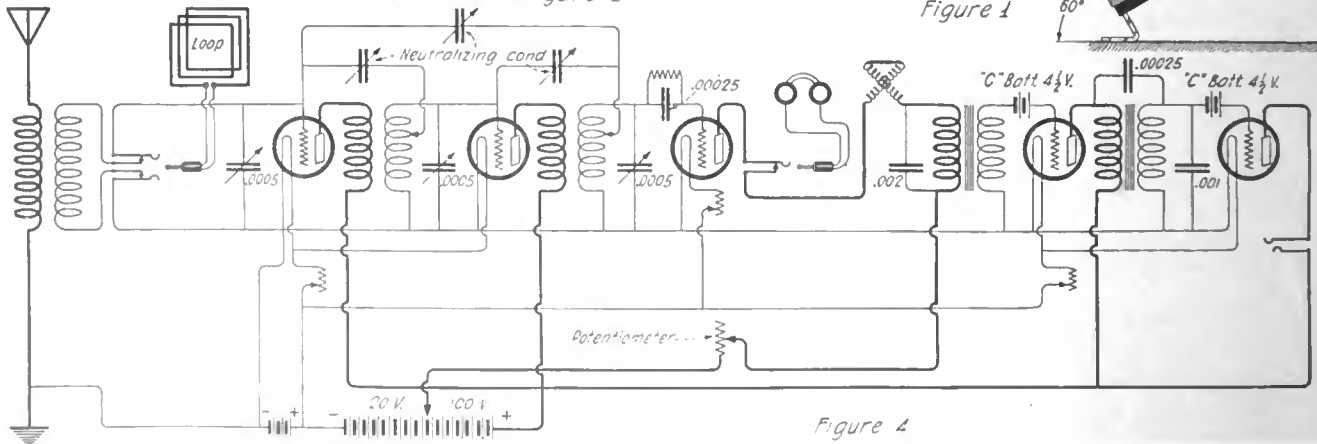 Figure 1
60°
Loop
Neutralizing cond
.00025
.00025
"C" Batt. 4½ V.
"C" Batt. 4½ V.
.0005
.0005
.0005
.002
.001
Potentiometer
- + - 20 V. 100 V +
Figure 4